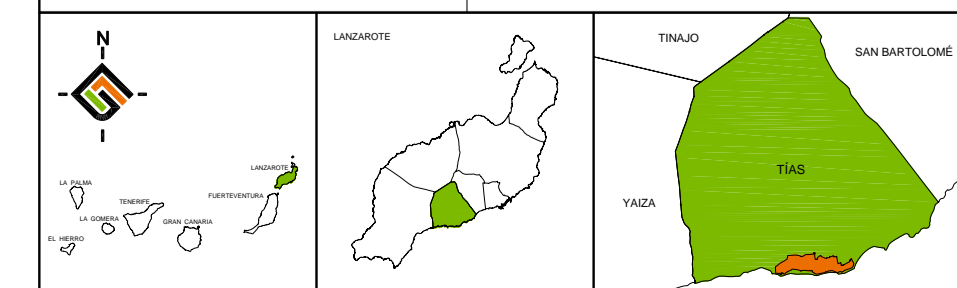 N
LANZAROTE
LA PALMA
FUERTEVENTURA
TENERIFE
LA GOMERA
GRAN CANARIA
EL HIERRO
LANZAROTE
TINAJO
SAN BARTOLOMÉ
TÍAS
YAIZA